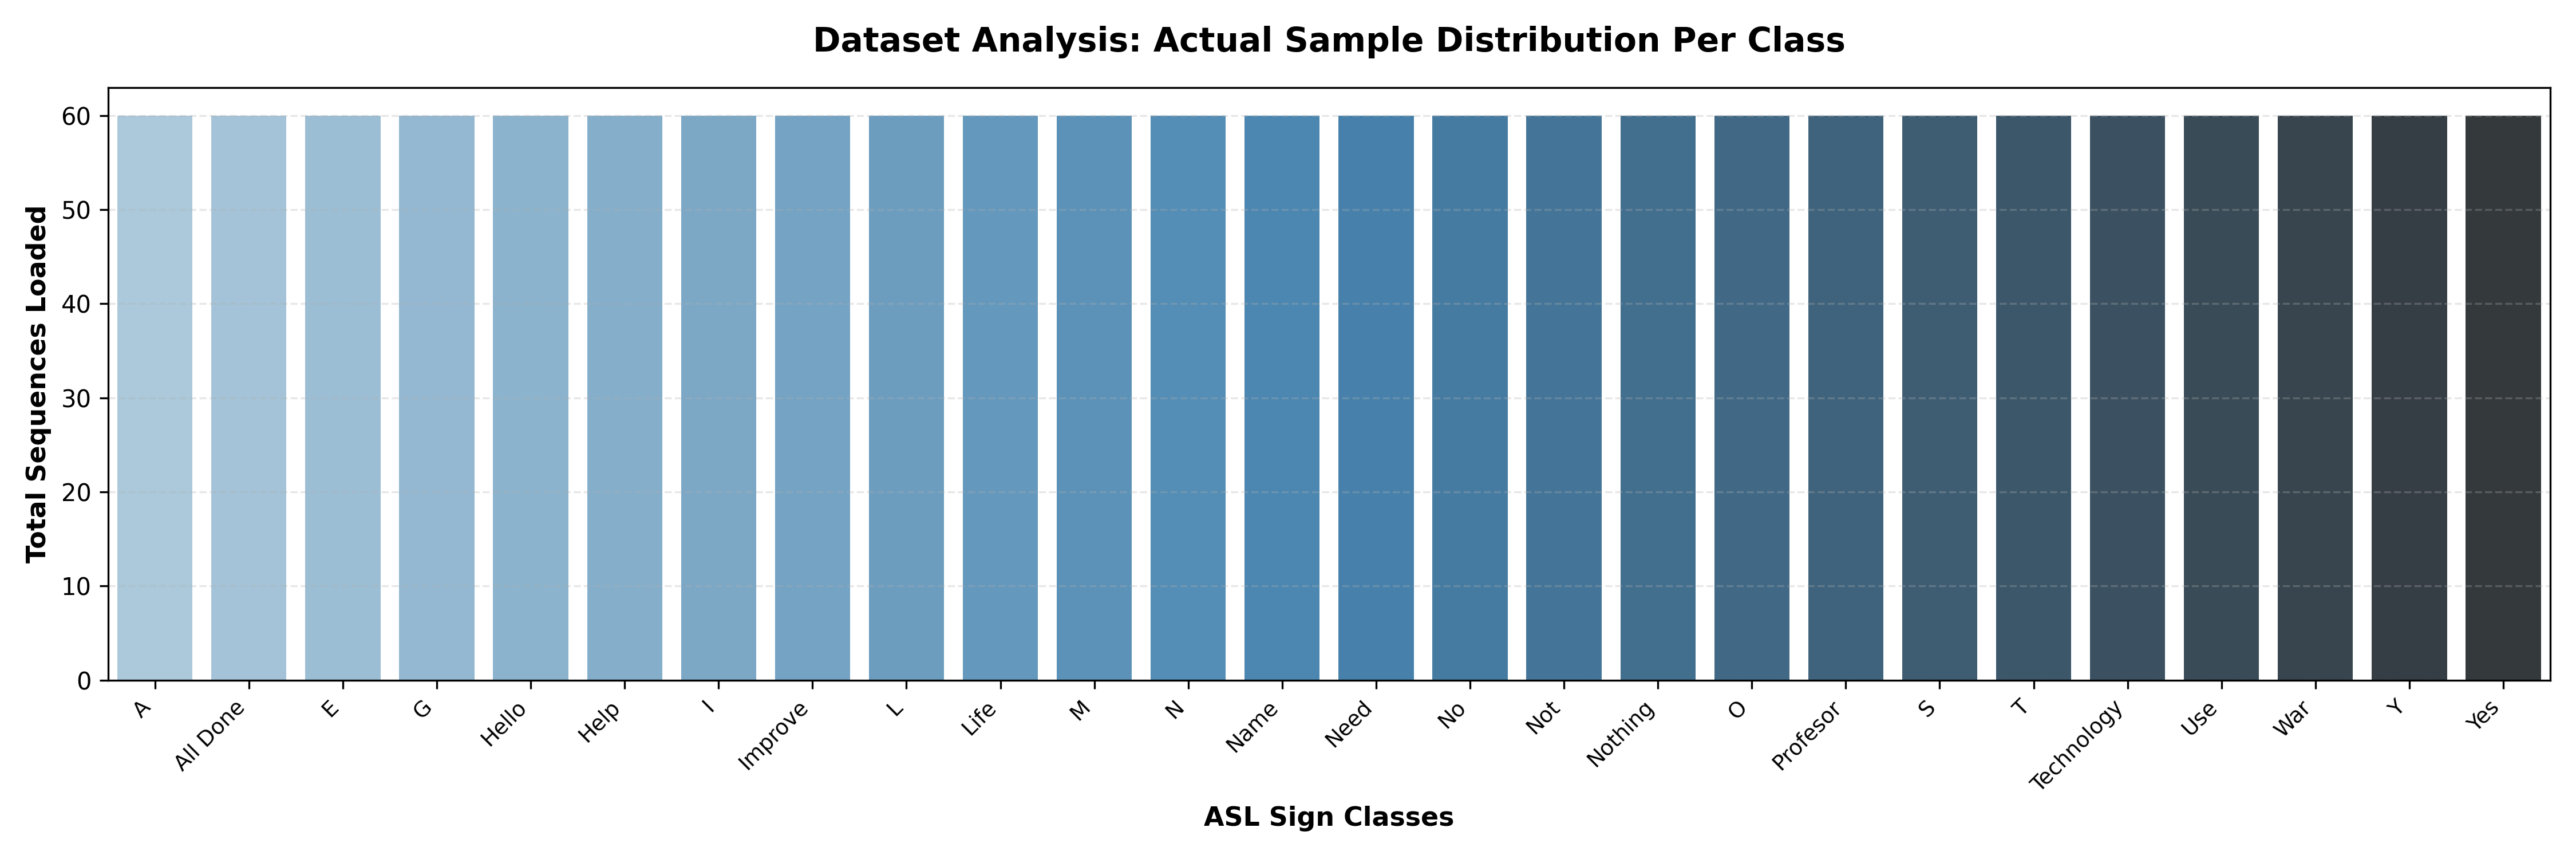 Dataset Analysis: Actual Sample Distribution Per Class
Total Sequences Loaded
60
50
40
30
20
10
0
A
All Done
E
G
Hello
Help
I
Improve
L
Life
M
N
Name
Need
No
Not
Nothing
O
Profesor
S
T
Technology
Use
War
Y
Yes
ASL Sign Classes